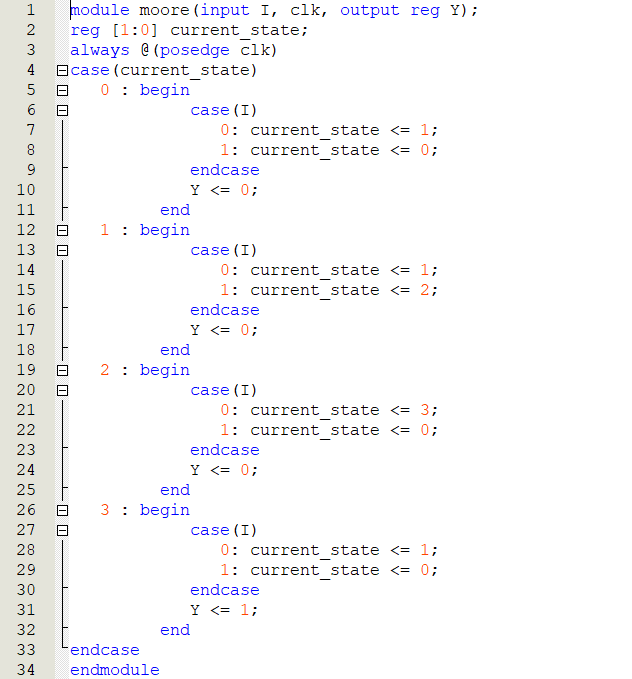 1 module moore(input I, clk, output reg Y);
2 reg [1:0] current_state;
3 always @(posedge clk)
4 case(current_state)
5 0 : begin
6 case(I)
7 0: current_state <= 1;
8 1: current_state <= 0;
9 endcase
10 Y <= 0;
11 end
12 1 : begin
13 case(I)
14 0: current_state <= 1;
15 1: current_state <= 2;
16 endcase
17 Y <= 0;
18 end
19 2 : begin
20 case(I)
21 0: current_state <= 3;
22 1: current_state <= 0;
23 endcase
24 Y <= 0;
25 end
26 3 : begin
27 case(I)
28 0: current_state <= 1;
29 1: current_state <= 0;
30 endcase
31 Y <= 1;
32 end
33 endcase
34 endmodule